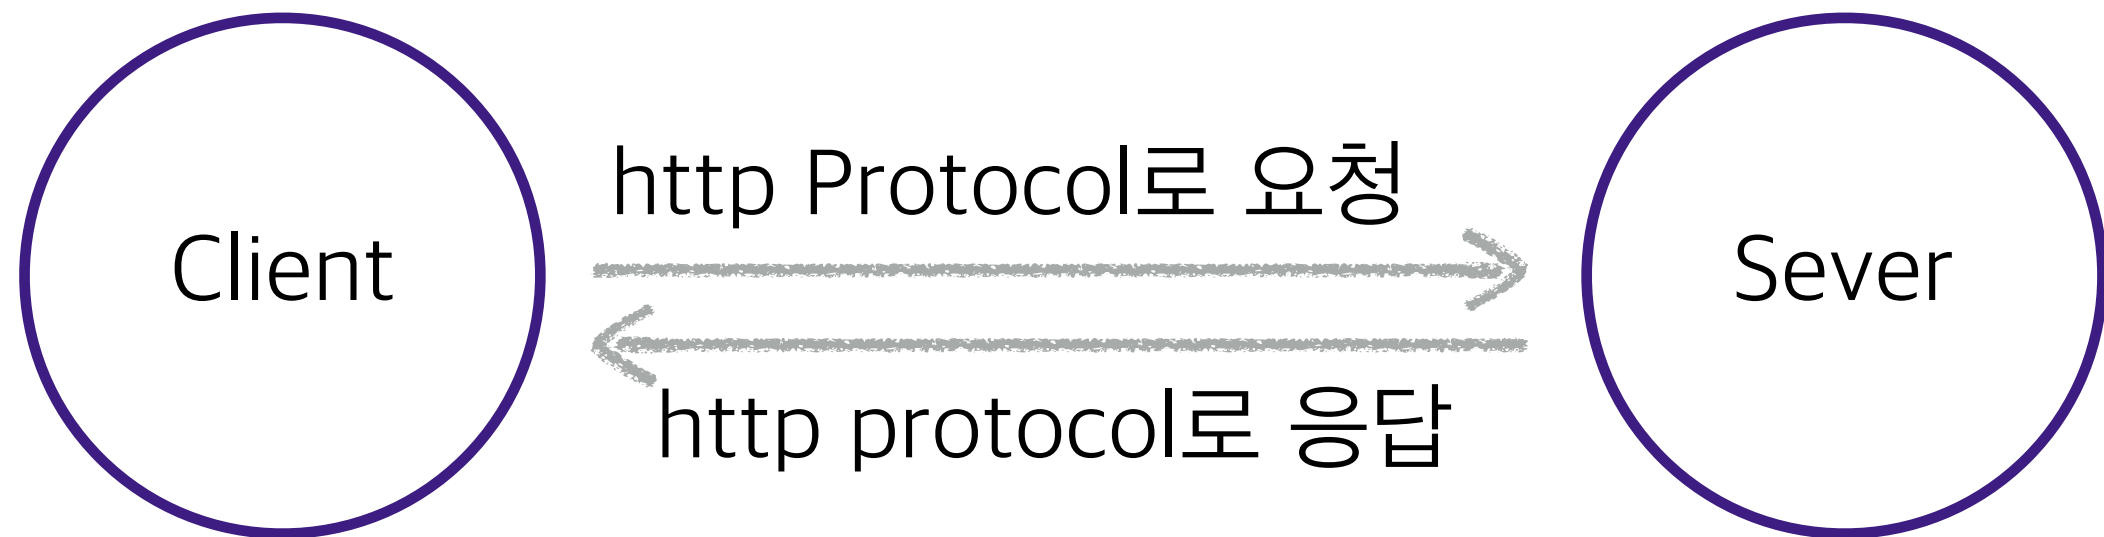 http Protocol로 요청
Client
Sever
http protocol로 응답